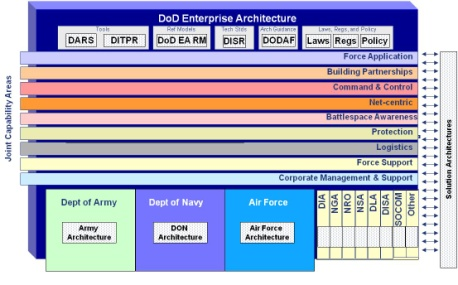 DoD Enterprise Architecture
Tools
Ref Models
Tech Stds
Arch Guidance
Laws, Regs, and Policy
DARS
DITPR
DoD EA RM
DISR
DODAF
Laws
Regs
Policy
Force Application
Building Partnerships
Command & Control
Net-centric
Battlespace Awareness
Protection
Logistics
Force Support
Corporate Management & Support
Joint Capability Areas
Solution Architectures
Dept of Army
Army
Architecture
Dept of Navy
DON
Architecture
Air Force
Air Force
Architecture
DIA
NGA
NRO
NSA
DLA
DISA
SOCOM
Other